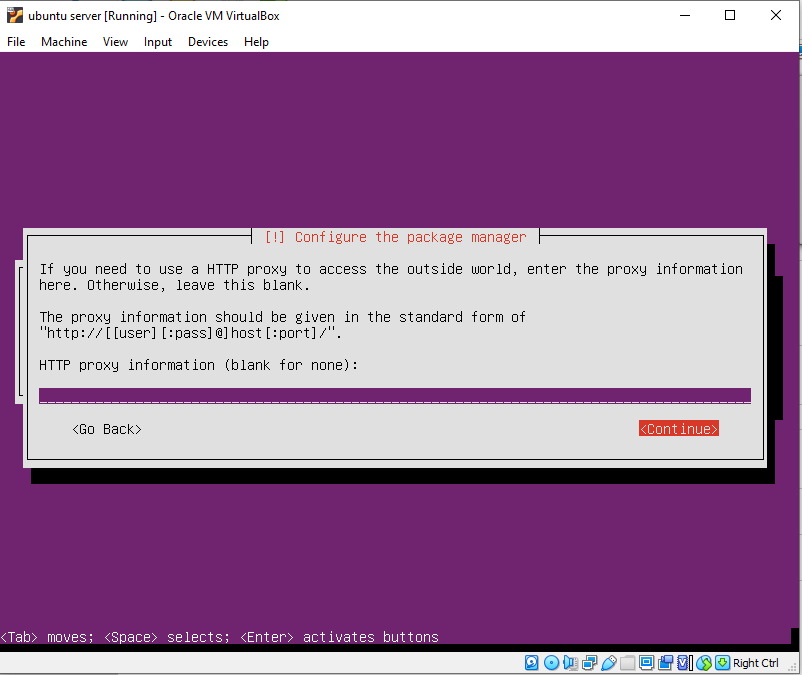 ubuntu server [Running] - Oracle VM VirtualBox
File Machine View Input Devices Help
[!] Configure the package manager
If you need to use a HTTP proxy to access the outside world, enter the proxy information
here. Otherwise, leave this blank.
The proxy information should be given in the standard form of
"http://[[user][:pass]@]host[:port]/".
HTTP proxy information (blank for none):
<Go Back> <Continue>
<Tab> moves; <Space> selects; <Enter> activates buttons
Right Ctrl